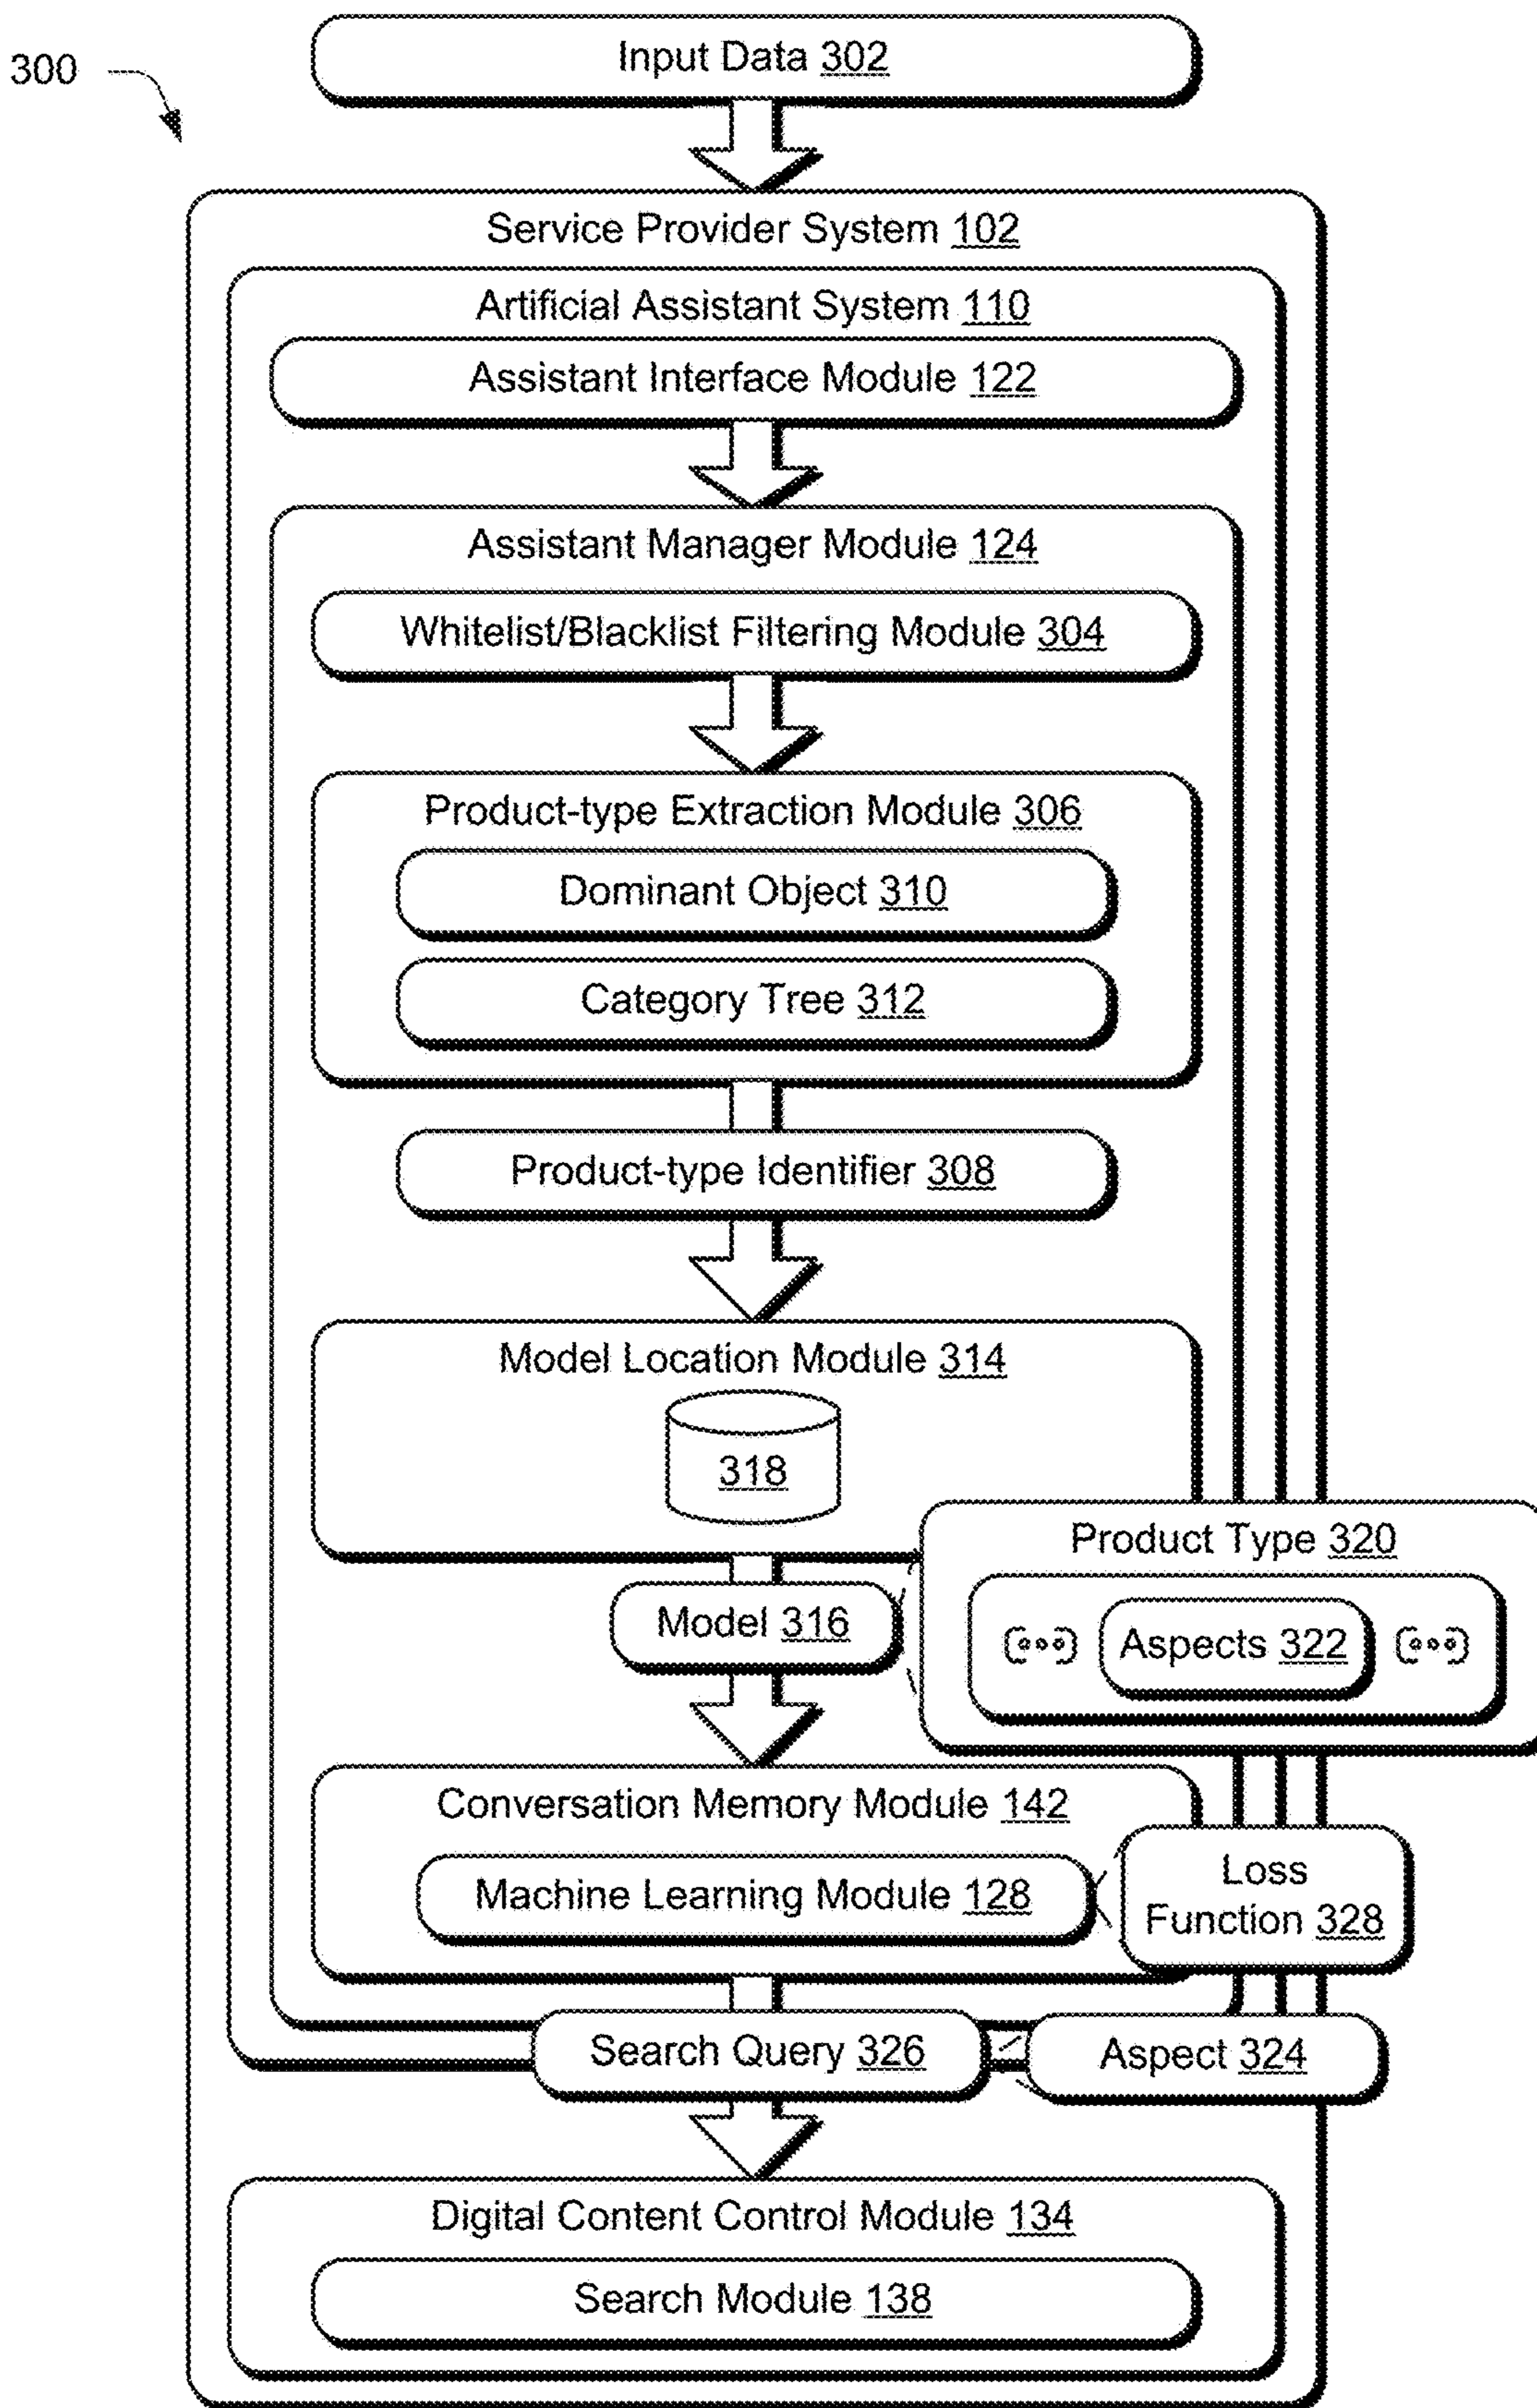 Input Data 302
300
Service Provider System 102
Artificial Assistant System 110
Assistant Interface Module 122
Assistant Manager Module 124
Whitelist/Blacklist Filtering Module 304
Product-type Extraction Module 306
Dominant Object 310
Category Tree 312
Product-type Identifier 308
Model Location Module 314
318
Product Type 320
Model 316
Aspects 322
Conversation Memory Module 142
Machine Learning Module 128
Loss
Function 328
Search Query 326
Aspect 324
Digital Content Control Module 134
Search Module 138